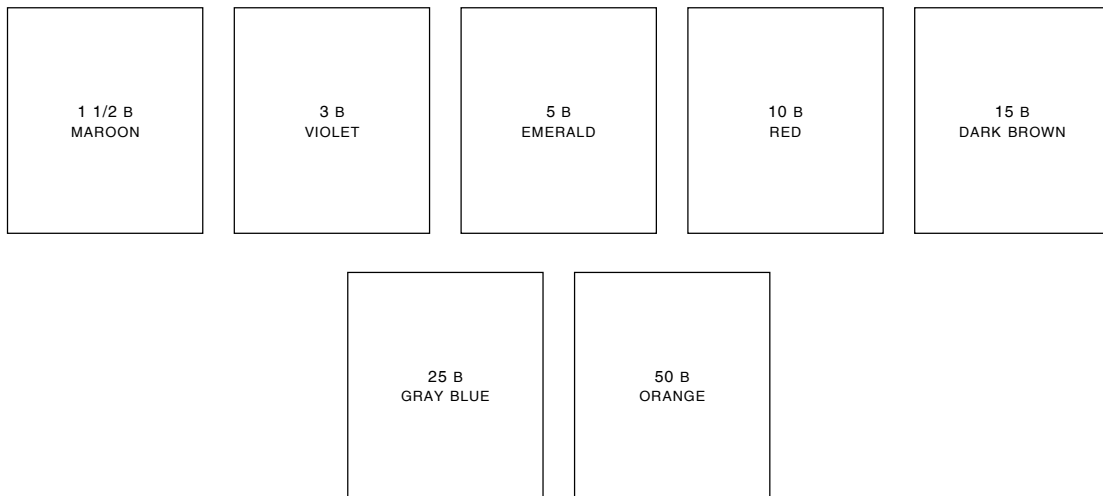 1 1/2 B
MAROON
3 B
VIOLET
5 B
EMERALD
10 B
RED
15 B
DARK BROWN
25 B
GRAY BLUE
50 B
ORANGE